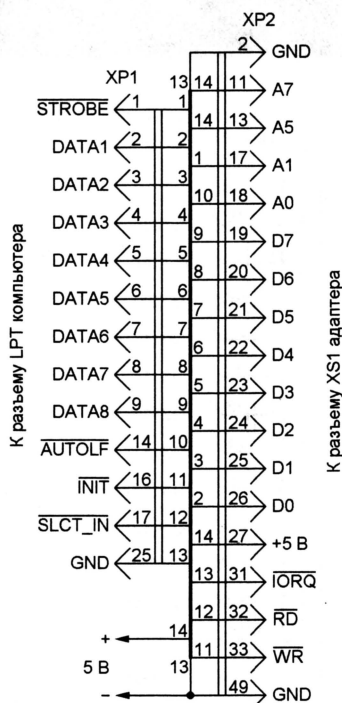 XP2
2 GND
XP1
13 14 11 A7
STROBE 1 1
14 13 A5
DATA1 2 2
1 17 A1
DATA2 3 3
10 18 A0
DATA3 4 4
9 19 D7
DATA4 5 5
8 20 D6
DATA5 6 6
7 21 D5
DATA6 7 7
6 22 D4
DATA7 8 8
5 23 D3
DATA8 9 9
4 24 D2
AUTOLF 14 10
3 25 D1
INIT 16 11
2 26 D0
SLCT_IN 17 12
14 27 +5 В
GND 25 13
13 31 IORQ
12 32 RD
+ 14
11 33 WR
5 В 13
− 49 GND
К разъему LPT компьютера
К разъему XS1 адаптера